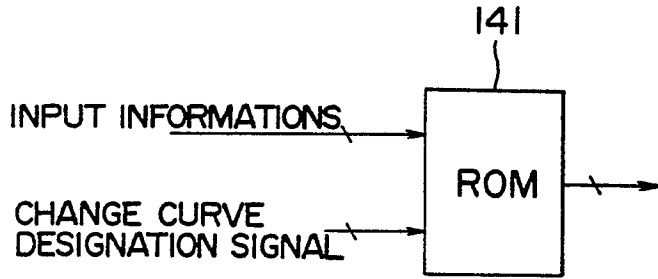 141
INPUT INFORMATIONS
ROM
CHANGE CURVE
DESIGNATION SIGNAL